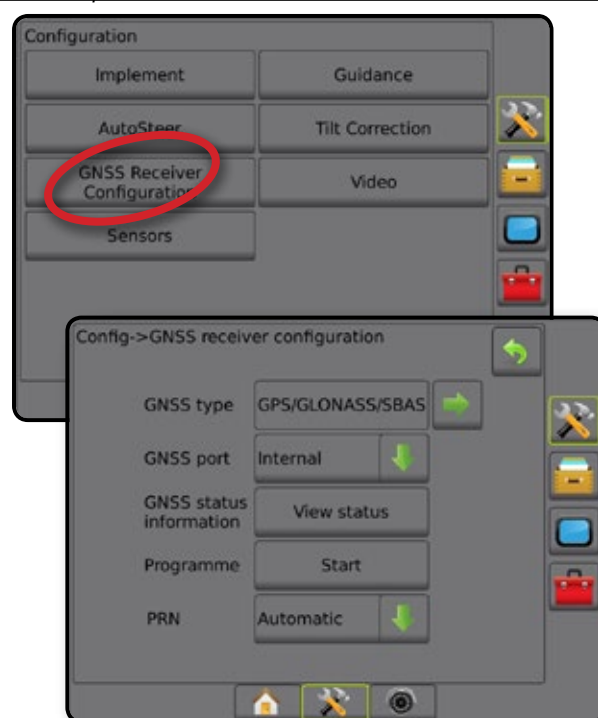 Configuration
Implement
Guidance
AutoSteer
Tilt Correction
GNSS Receiver
Configuration
Video
Sensors
Config->GNSS receiver configuration
GNSS type
GPS/GLONASS/SBAS
GNSS port
Internal
GNSS status
information
View status
Programme
Start
PRN
Automatic